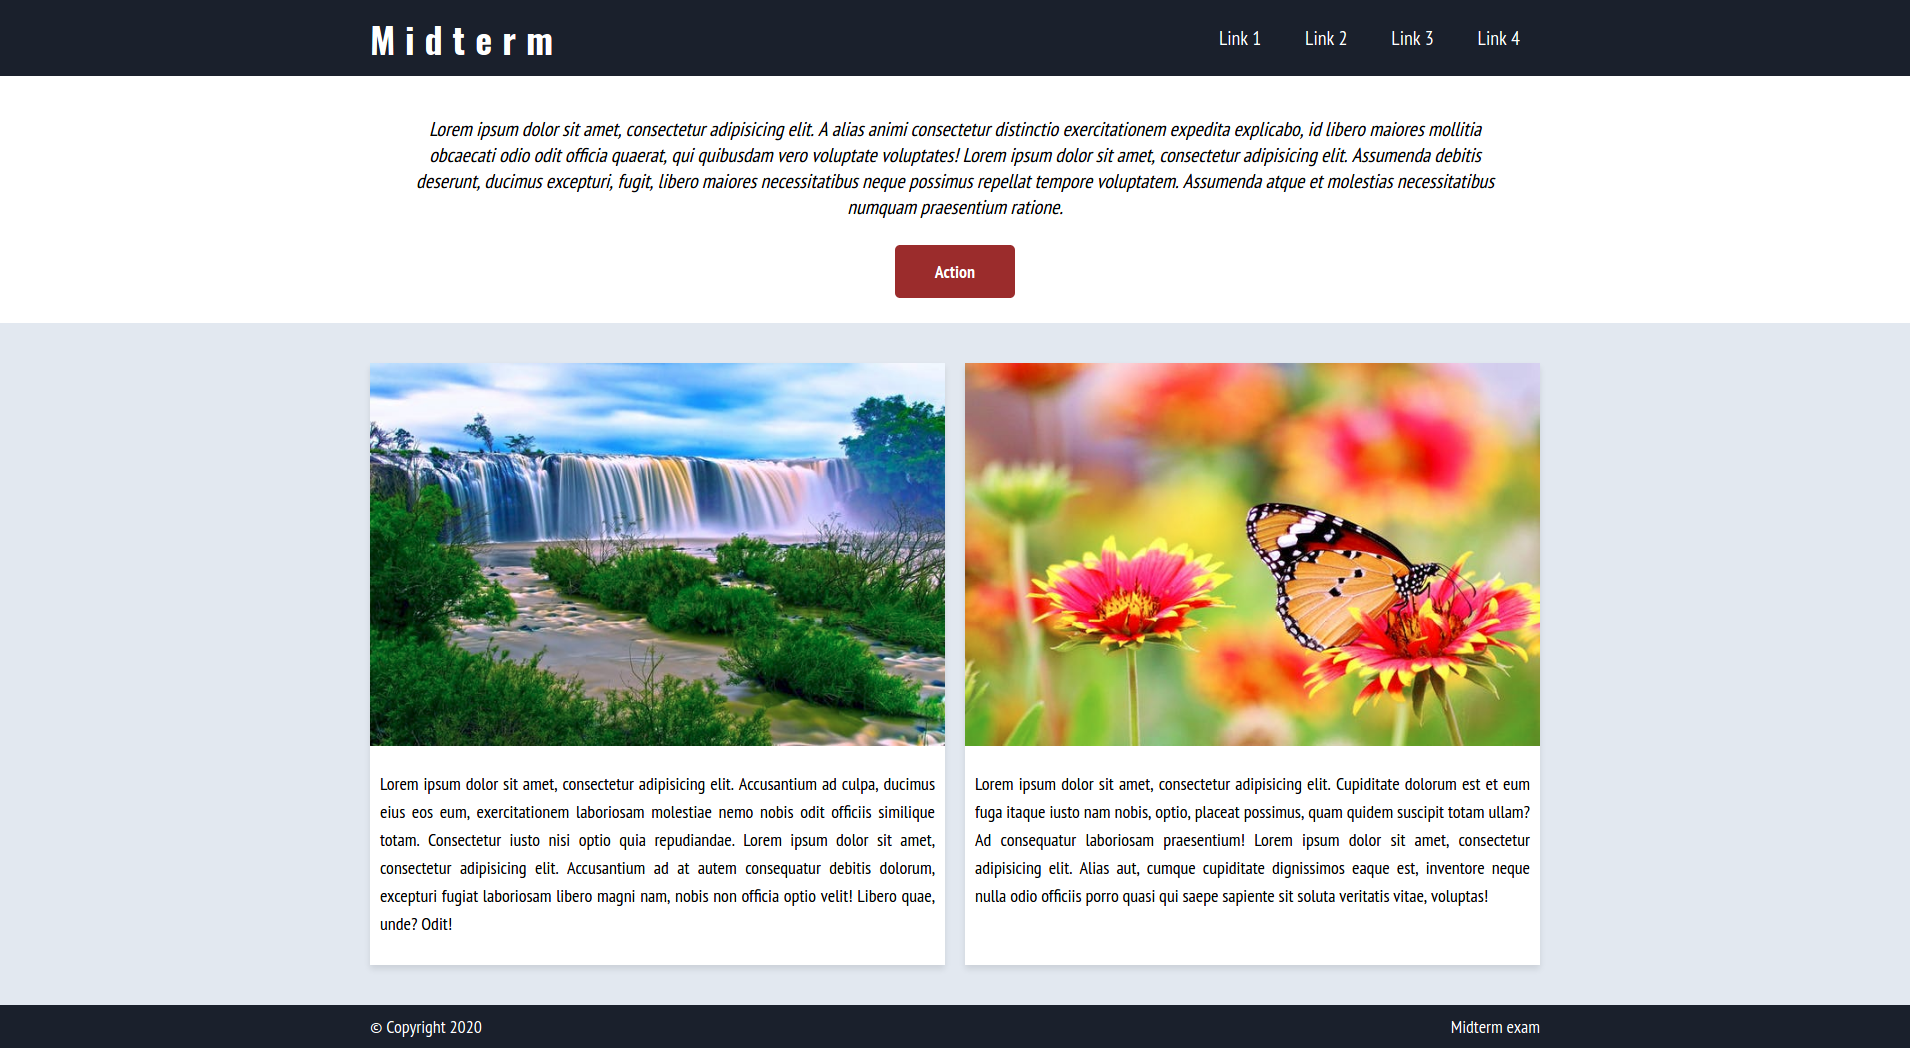 Midterm
Link 1 Link 2 Link 3 Link 4
Lorem ipsum dolor sit amet, consectetur adipisicing elit. A alias animi consectetur distinctio exercitationem expedita explicabo, id libero maiores mollitia
obcaecati odio odit officia quaerat, qui quibusdam vero voluptate voluptates! Lorem ipsum dolor sit amet, consectetur adipisicing elit. Assumenda debitis
deserunt, ducimus excepturi, fugit, libero maiores necessitatibus neque possimus repellat tempore voluptatem. Assumenda atque et molestias necessitatibus
numquam praesentium ratione.
Action
Lorem ipsum dolor sit amet, consectetur adipisicing elit. Accusantium ad culpa, ducimus
eius eos eum, exercitationem laboriosam molestiae nemo nobis odit officiis similique
totam. Consectetur iusto nisi optio quia repudiandae. Lorem ipsum dolor sit amet,
consectetur adipisicing elit. Accusantium ad at autem consequatur debitis dolorum,
excepturi fugiat laboriosam libero magni nam, nobis non officia optio velit! Libero quae,
unde? Odit!
Lorem ipsum dolor sit amet, consectetur adipisicing elit. Cupiditate dolorum est et eum
fuga itaque iusto nam nobis, optio, placeat possimus, quam quidem suscipit totam ullam?
Ad consequatur laboriosam praesentium! Lorem ipsum dolor sit amet, consectetur
adipisicing elit. Alias aut, cumque cupiditate dignissimos eaque est, inventore neque
nulla odio officiis porro quasi qui saepe sapiente sit soluta veritatis vitae, voluptas!
© Copyright 2020
Midterm exam